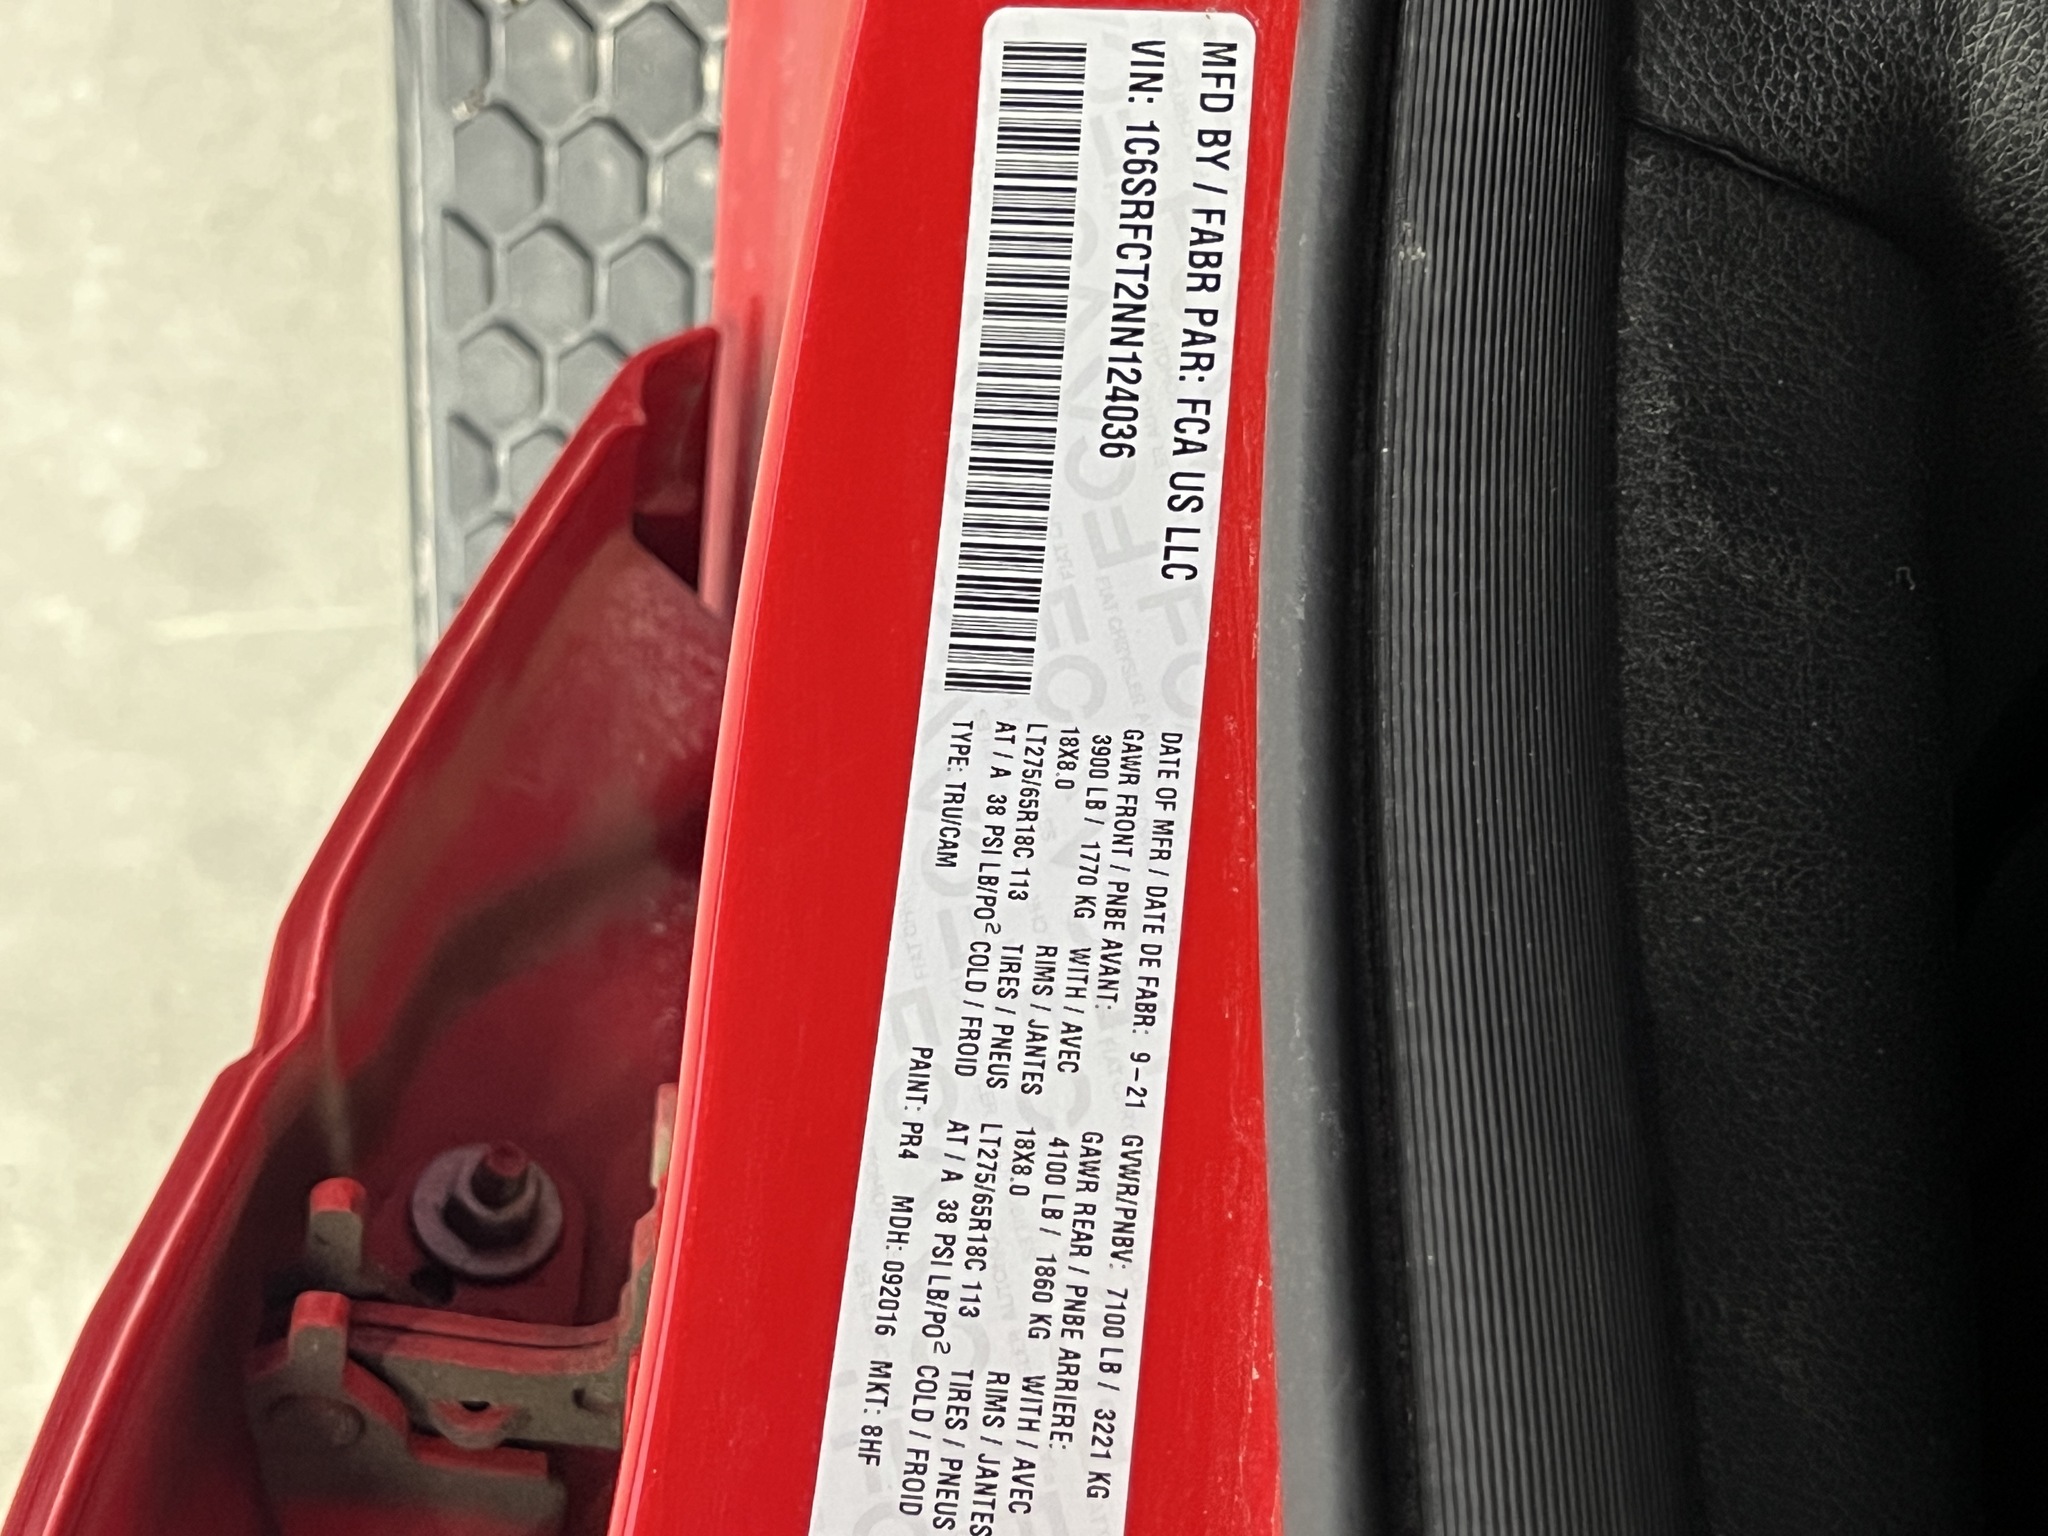 MFD BY / FABR PAR: FCA US LLC
VIN: 1C6SRFCT2NN124036
DATE OF MFR / DATE DE FABR: 9-21 GVWR/PNBV: 7100 LB / 3221 KG
GAWR FRONT / PNBE AVANT: GAWR REAR / PNBE ARRIERE:
3900 LB / 1770 KG WITH / AVEC 4100 LB / 1860 KG WITH / AVEC
18X8.0 RIMS / JANTES 18X8.0 RIMS / JANTES
LT275/65R18C 113 TIRES / PNEUS LT275/65R18C 113 TIRES / PNEUS
AT / A 38 PSI LB/PO² COLD / FROID AT / A 38 PSI LB/PO² COLD / FROID
TYPE: TRU/CAM PAINT: PR4 MDH: 092016 MKT: 8HF